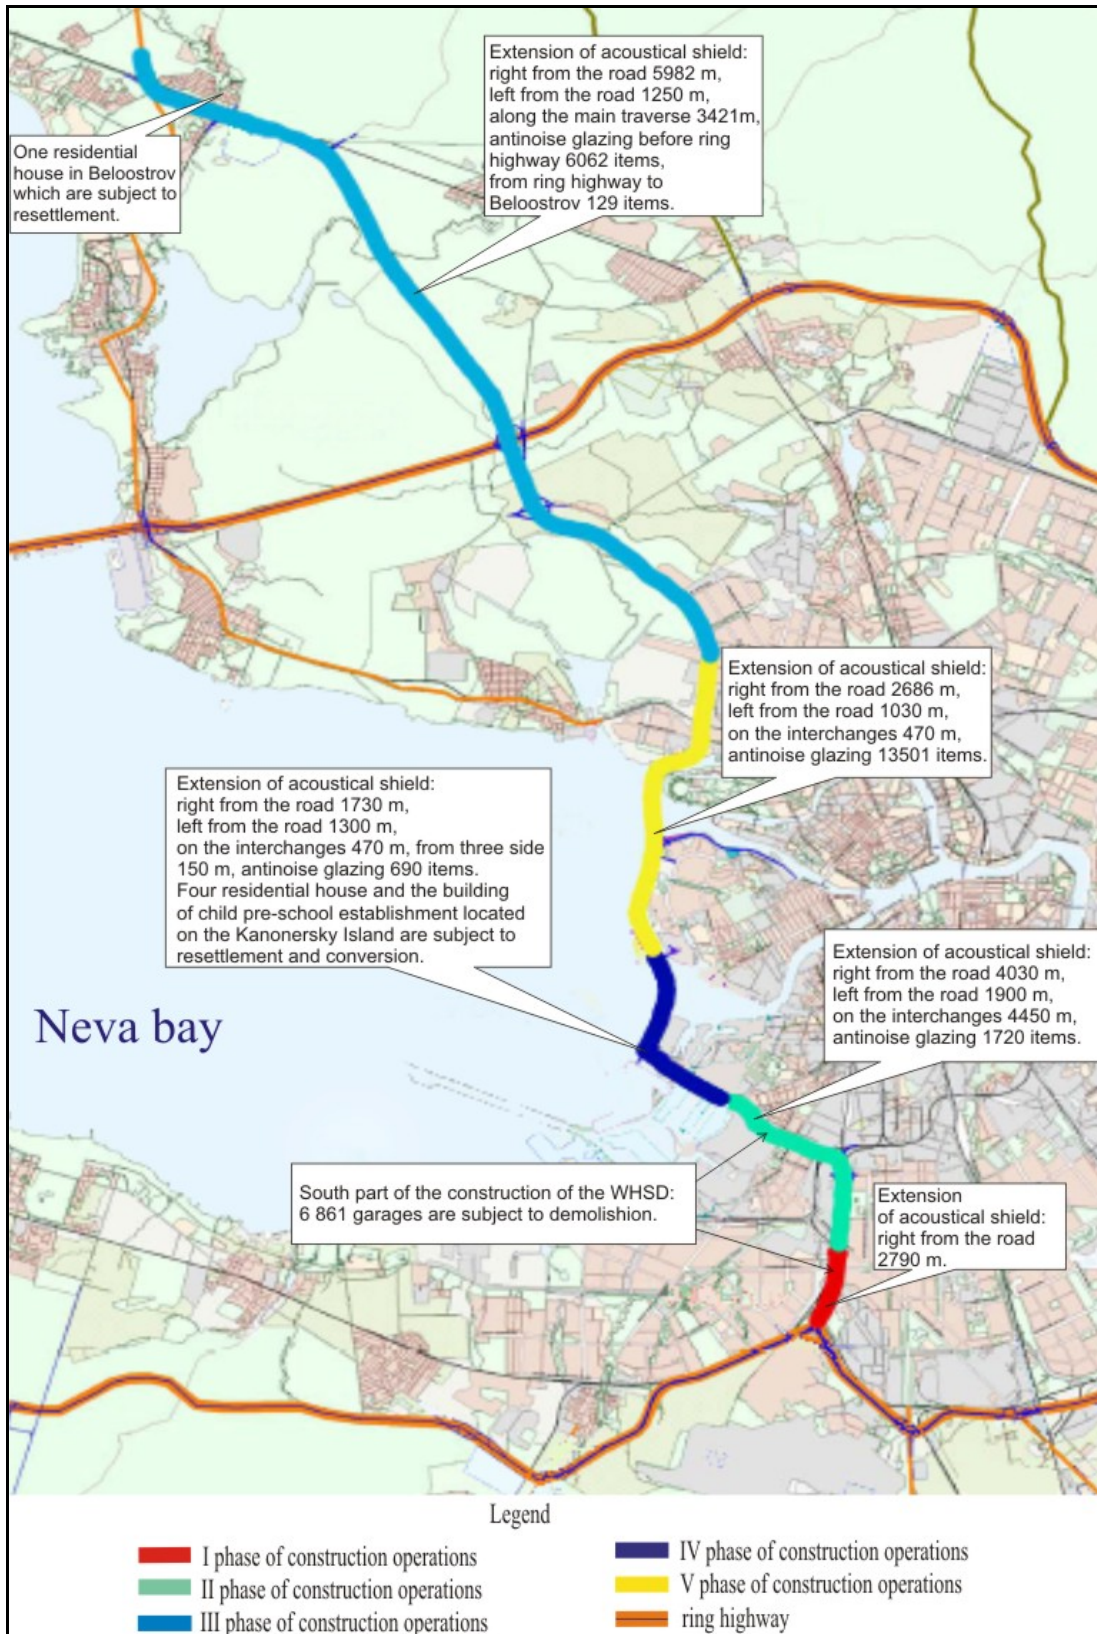 Extension of acoustical shield:
right from the road 5982 m,
left from the road 1250 m,
along the main traverse 3421m,
antinoise glazing before ring
highway 6062 items,
from ring highway to
Beloostrov 129 items.
One residential
house in Beloostrov
which are subject to
resettlement.
Extension of acoustical shield:
right from the road 2686 m,
left from the road 1030 m,
on the interchanges 470 m,
antinoise glazing 13501 items.
Extension of acoustical shield:
right from the road 1730 m,
left from the road 1300 m,
on the interchanges 470 m, from three side
150 m, antinoise glazing 690 items.
Four residential house and the building
of child pre-school establishment located
on the Kanonersky Island are subject to
resettlement and conversion.
Extension of acoustical shield:
right from the road 4030 m,
left from the road 1900 m,
on the interchanges 4450 m,
antinoise glazing 1720 items.
Neva bay
South part of the construction of the WHSD:
6 861 garages are subject to demolishion.
Extension
of acoustical shield:
right from the road
2790 m.
Legend
I phase of construction operations
II phase of construction operations
III phase of construction operations
IV phase of construction operations
V phase of construction operations
ring highway